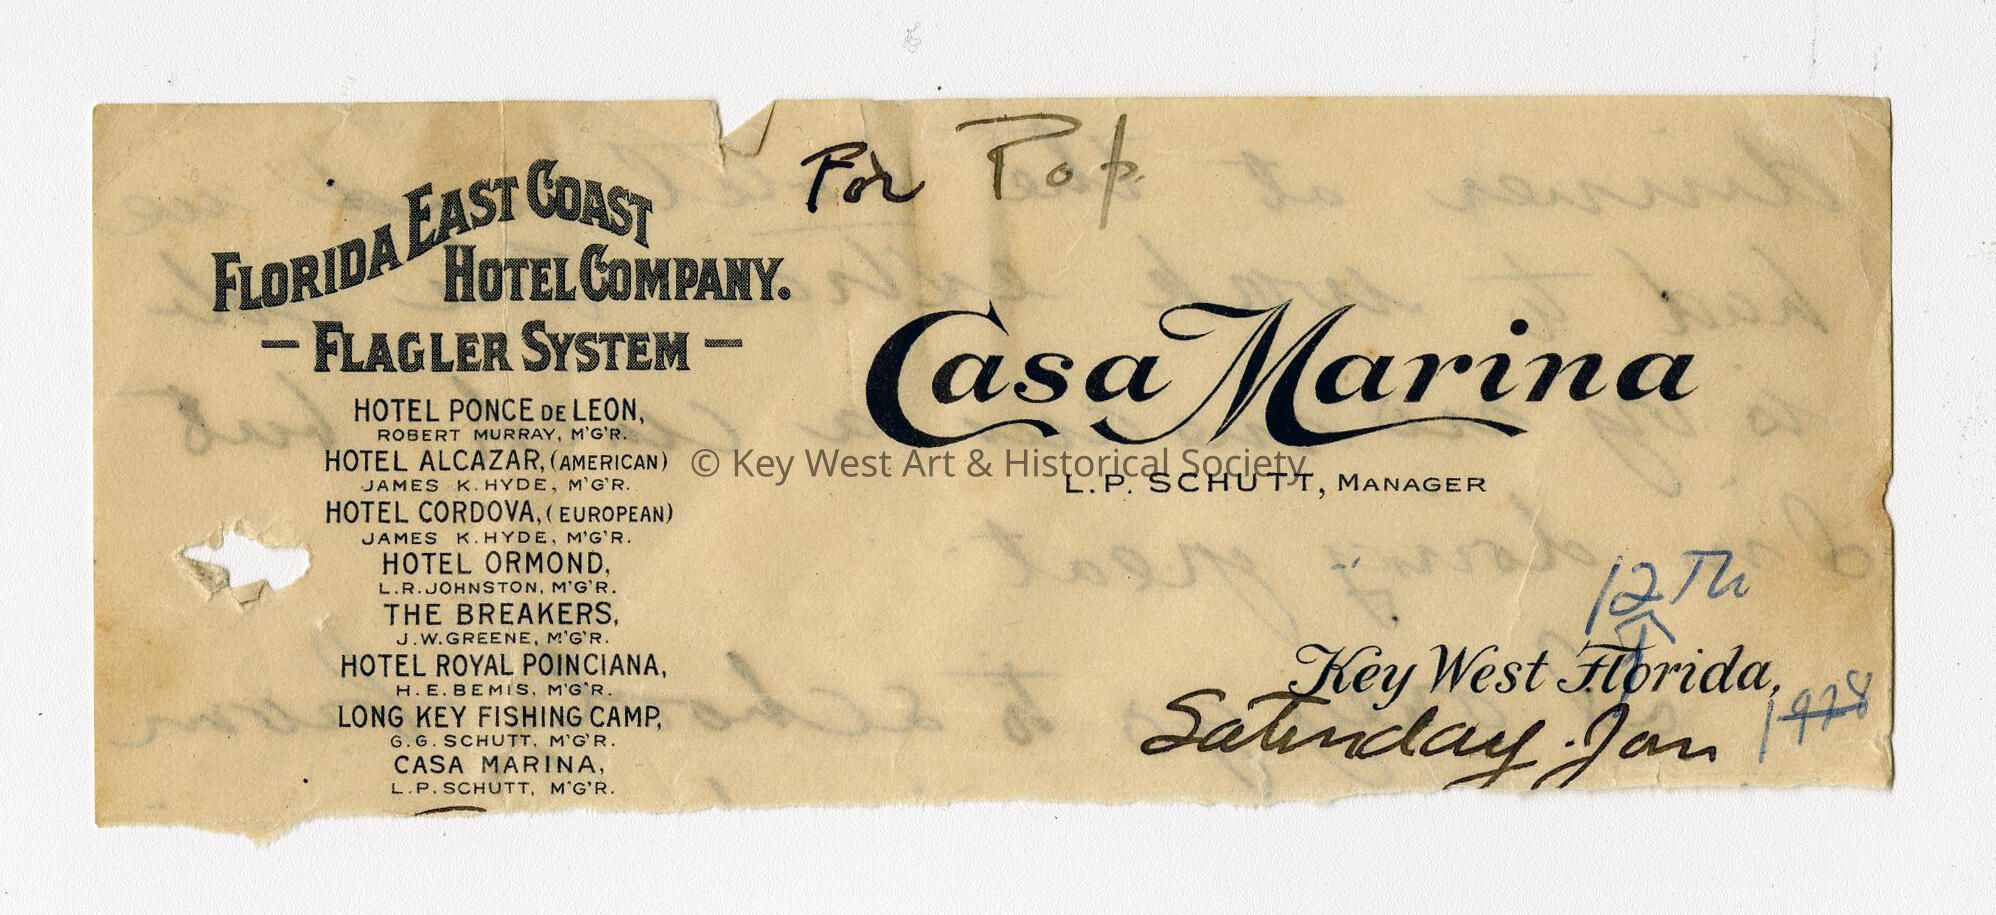 For Pop.
FLORIDA EAST COAST
HOTEL COMPANY.
– FLAGLER SYSTEM –
HOTEL PONCE DE LEON,
ROBERT MURRAY, M'G'R.
HOTEL ALCAZAR, (AMERICAN)
JAMES K. HYDE, M'G'R.
HOTEL CORDOVA, (EUROPEAN)
JAMES K. HYDE, M'G'R.
HOTEL ORMOND,
L.R. JOHNSTON, M'G'R.
THE BREAKERS,
J.W. GREENE, M'G'R.
HOTEL ROYAL POINCIANA,
H.E. BEMIS, M'G'R.
LONG KEY FISHING CAMP,
G.G. SCHUTT, M'G'R.
CASA MARINA,
L.P. SCHUTT, M'G'R.
Casa Marina
L.P. SCHUTT, MANAGER
12Th
Key West Florida,
Saturday. Jan 1928
© Key West Art & Historical Society